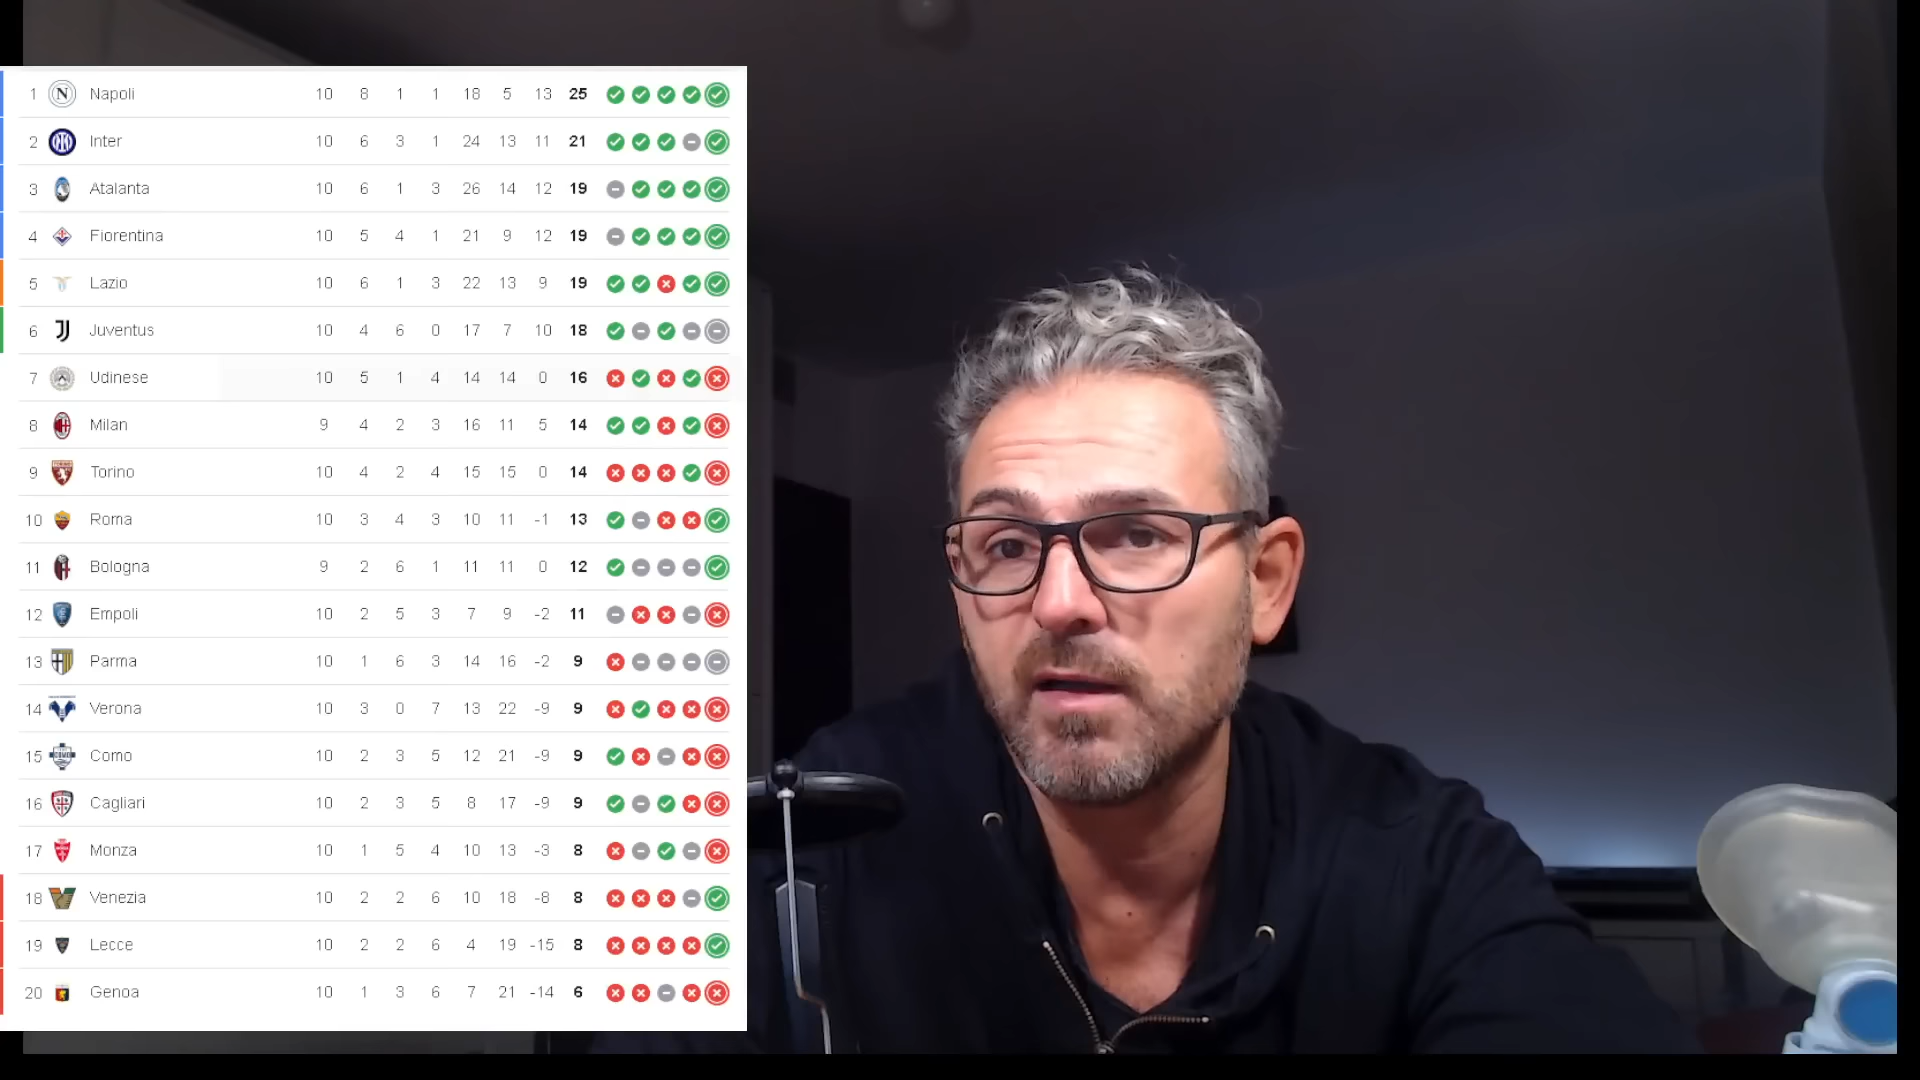 1 Napoli 10 8 1 1 18 5 13 25
2 Inter 10 6 3 1 24 13 11 21
3 Atalanta 10 6 1 3 26 14 12 19
4 Fiorentina 10 5 4 1 21 9 12 19
5 Lazio 10 6 1 3 22 13 9 19
6 Juventus 10 4 6 0 17 7 10 18
7 Udinese 10 5 1 4 14 14 0 16
8 Milan 9 4 2 3 16 11 5 14
9 Torino 10 4 2 4 15 15 0 14
10 Roma 10 3 4 3 10 11 -1 13
11 Bologna 9 2 6 1 11 11 0 12
12 Empoli 10 2 5 3 7 9 -2 11
13 Parma 10 1 6 3 14 16 -2 9
14 Verona 10 3 0 7 13 22 -9 9
15 Como 10 2 3 5 12 21 -9 9
16 Cagliari 10 2 3 5 8 17 -9 9
17 Monza 10 1 5 4 10 13 -3 8
18 Venezia 10 2 2 6 10 18 -8 8
19 Lecce 10 2 2 6 4 19 -15 8
20 Genoa 10 1 3 6 7 21 -14 6